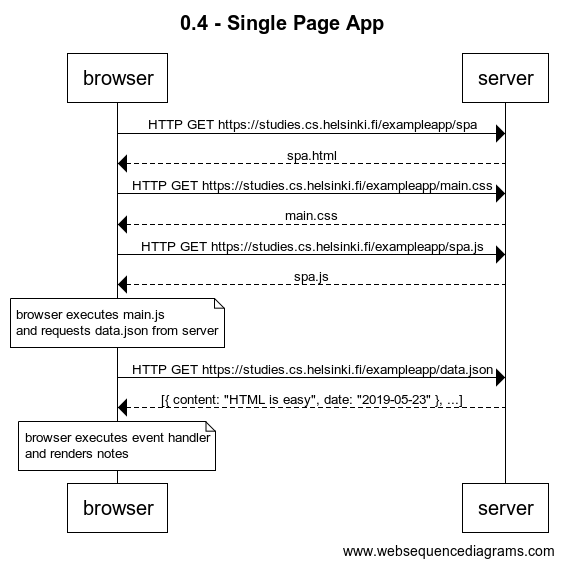 0.4 - Single Page App
browser server
HTTP GET https://studies.cs.helsinki.fi/exampleapp/spa
spa.html
HTTP GET https://studies.cs.helsinki.fi/exampleapp/main.css
main.css
HTTP GET https://studies.cs.helsinki.fi/exampleapp/spa.js
spa.js
browser executes main.js
and requests data.json from server
HTTP GET https://studies.cs.helsinki.fi/exampleapp/data.json
[{ content: "HTML is easy", date: "2019-05-23" }, ...]
browser executes event handler
and renders notes
browser server
www.websequencediagrams.com